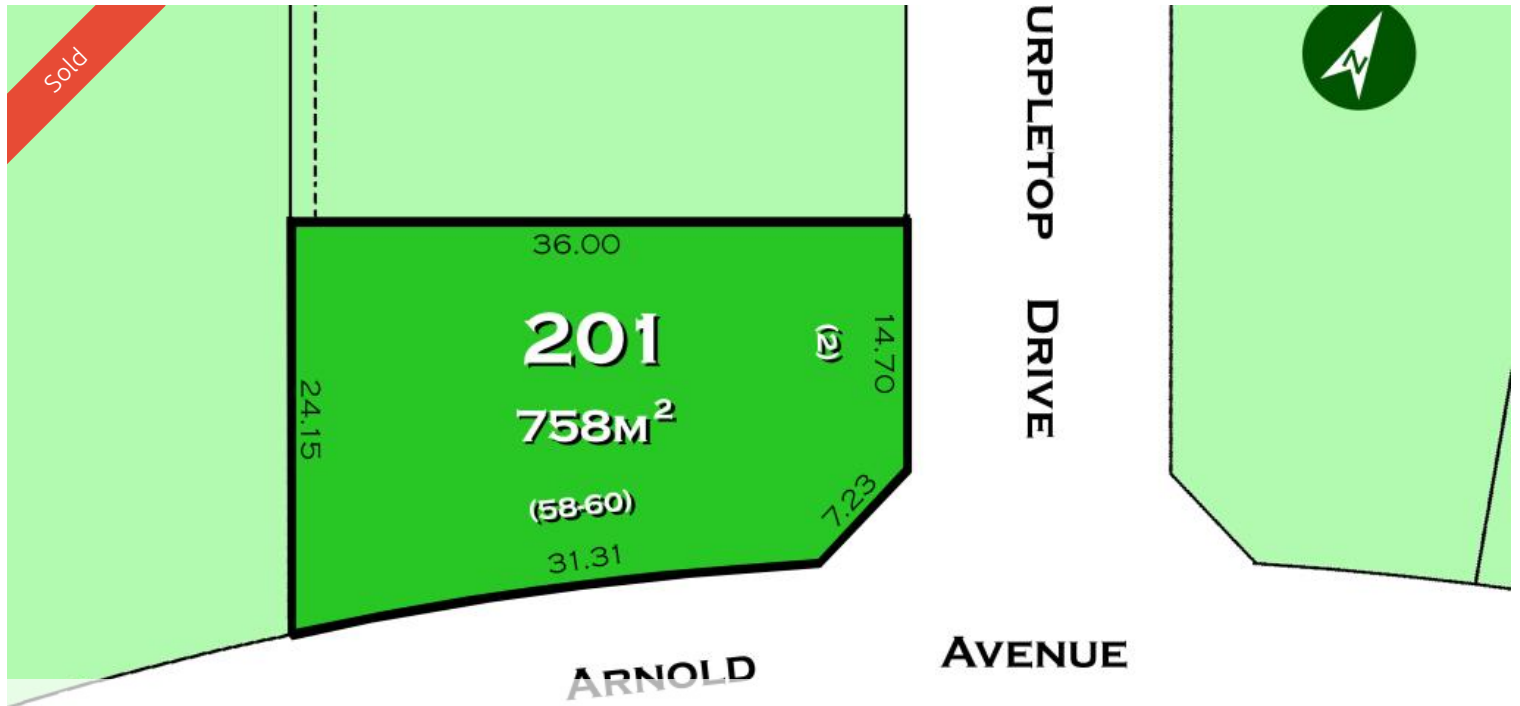 Sold
URPLETOP DRIVE
N
36.00
201
(2)
14.70
24.15
758M²
(58-60)
7.23
31.31
ARNOLD AVENUE